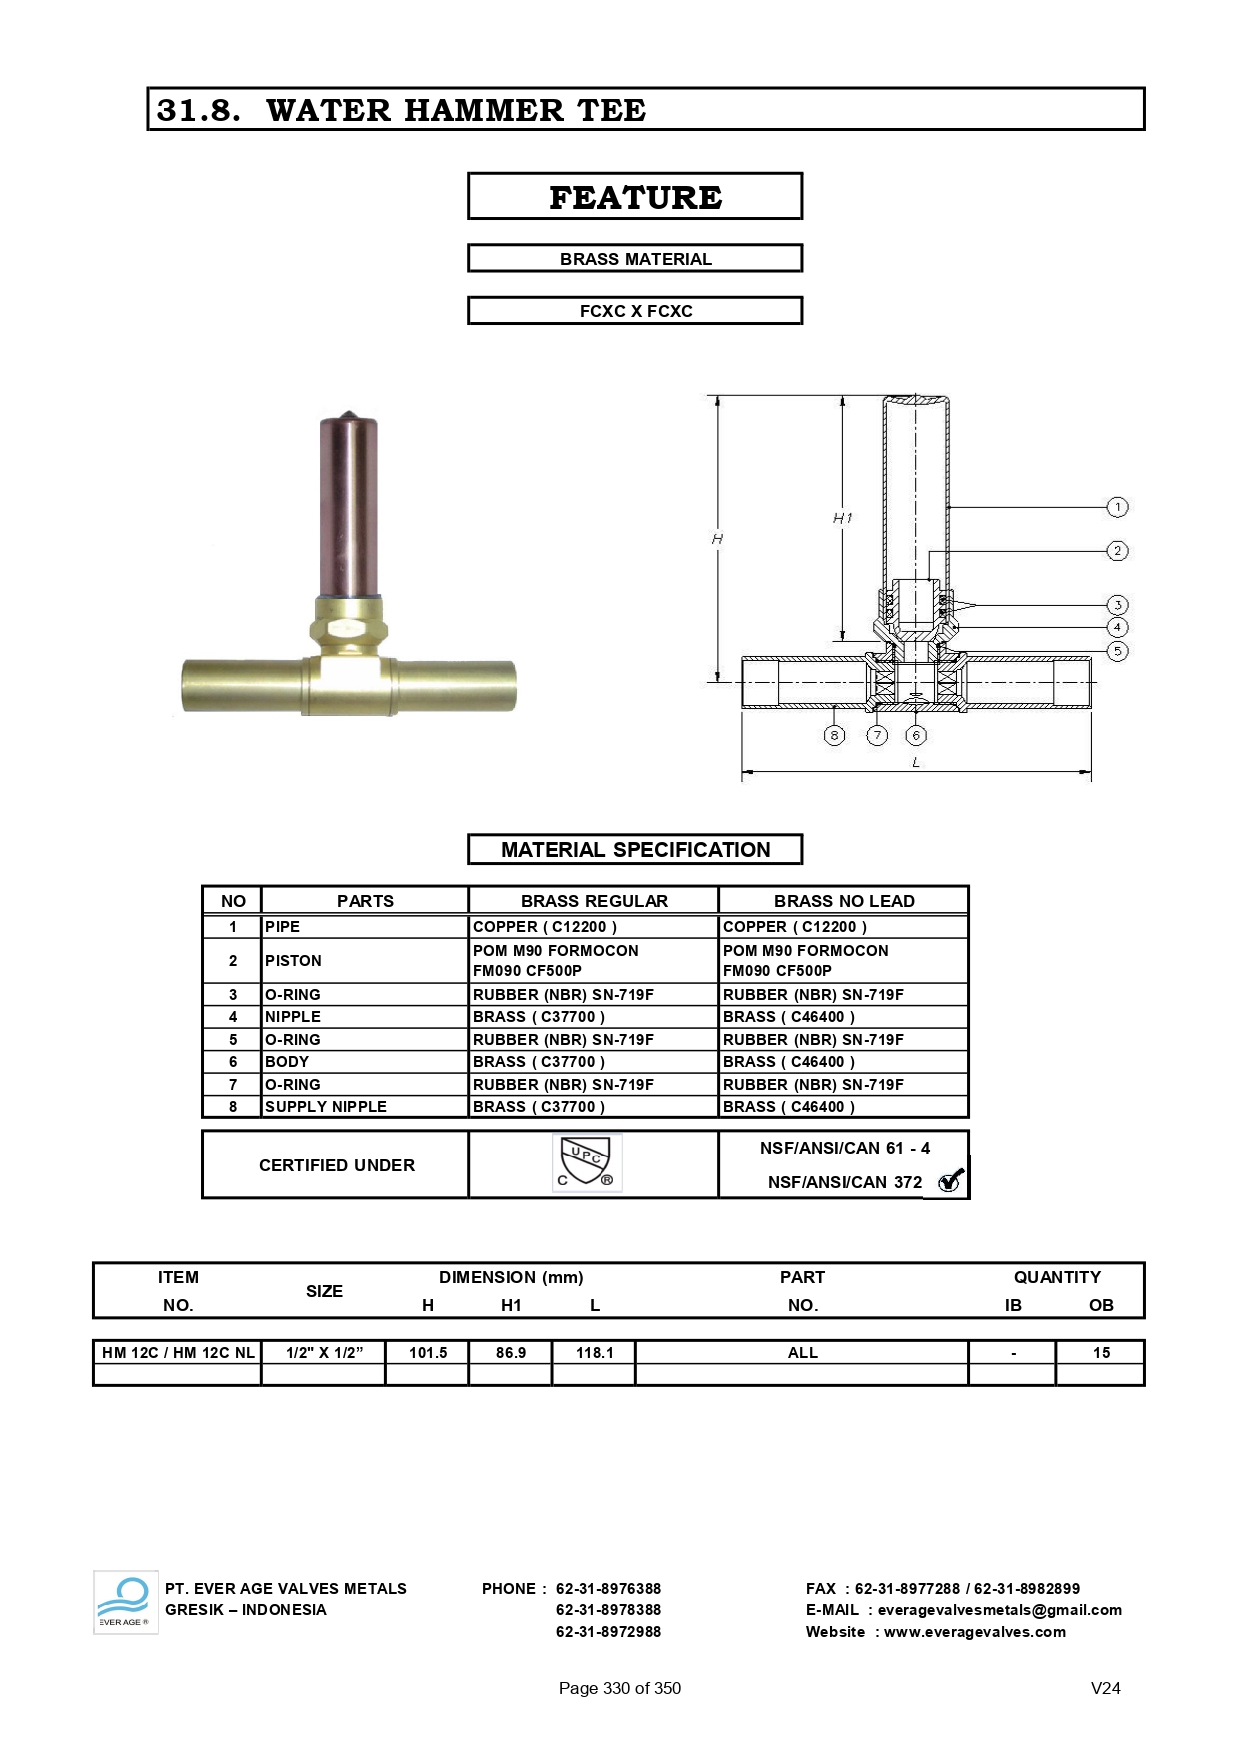 31.8. WATER HAMMER TEE
FEATURE
BRASS MATERIAL
FCXC X FCXC
H
H1
1
2
3
4
5
8
7
6
L
MATERIAL SPECIFICATION
NO PARTS BRASS REGULAR BRASS NO LEAD
1 PIPE COPPER ( C12200 ) COPPER ( C12200 )
2 PISTON POM M90 FORMOCON FM090 CF500P POM M90 FORMOCON FM090 CF500P
3 O-RING RUBBER (NBR) SN-719F RUBBER (NBR) SN-719F
4 NIPPLE BRASS ( C37700 ) BRASS ( C46400 )
5 O-RING RUBBER (NBR) SN-719F RUBBER (NBR) SN-719F
6 BODY BRASS ( C37700 ) BRASS ( C46400 )
7 O-RING RUBBER (NBR) SN-719F RUBBER (NBR) SN-719F
8 SUPPLY NIPPLE BRASS ( C37700 ) BRASS ( C46400 )
CERTIFIED UNDER
UPC
C ®
NSF/ANSI/CAN 61 - 4
NSF/ANSI/CAN 372
ITEM SIZE DIMENSION (mm) PART QUANTITY
NO. H H1 L NO. IB OB
HM 12C / HM 12C NL 1/2" X 1/2” 101.5 86.9 118.1 ALL - 15
EVER AGE ®
PT. EVER AGE VALVES METALS PHONE : 62-31-8976388 FAX : 62-31-8977288 / 62-31-8982899
GRESIK – INDONESIA 62-31-8978388 E-MAIL : everagevalvesmetals@gmail.com
62-31-8972988 Website : www.everagevalves.com
Page 330 of 350 V24